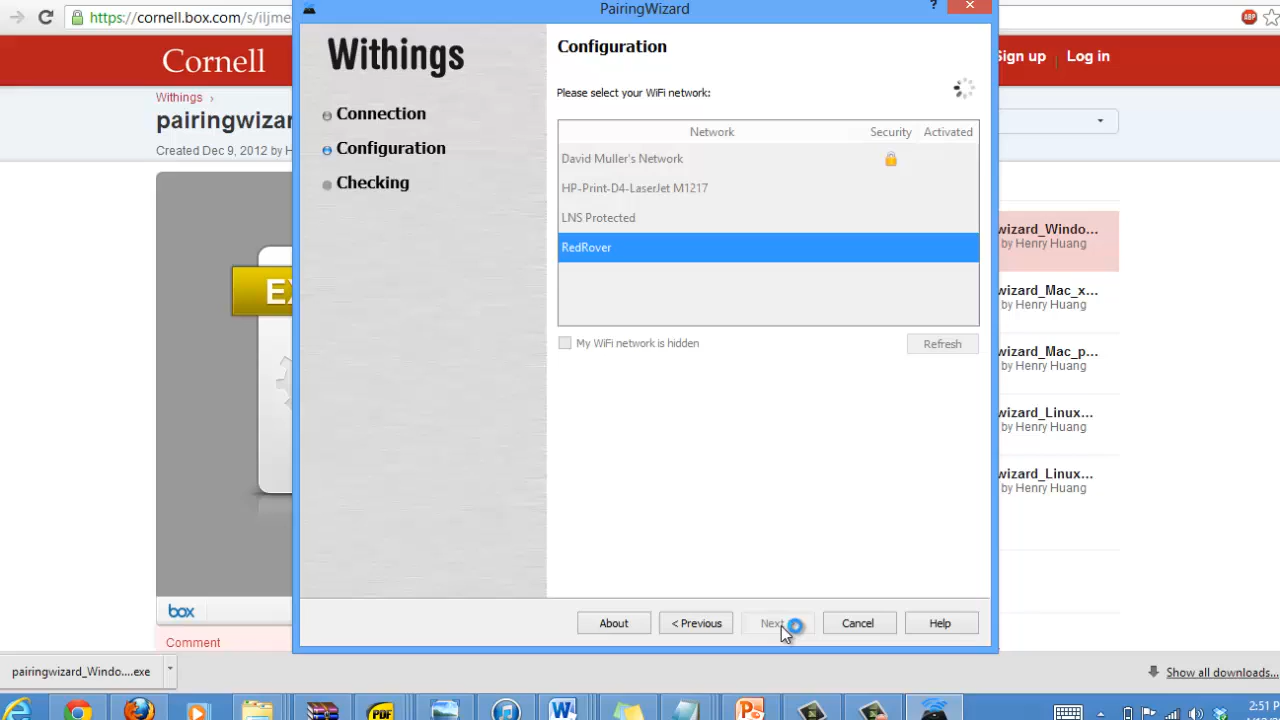 https://cornell.box.com/s/iljme
PairingWizard
?
ABP
Cornell
Sign up
Log in
Withings ›
pairingwizar
Created Dec 9, 2012 by H
Withings
Connection
Configuration
Checking
Configuration
Please select your WiFi network:
Network Security Activated
David Muller's Network
HP-Print-D4-LaserJet M1217
LNS Protected
RedRover
My WiFi network is hidden
Refresh
wizard_Windo...
by Henry Huang
wizard_Mac_x...
by Henry Huang
wizard_Mac_p...
by Henry Huang
wizard_Linux...
by Henry Huang
wizard_Linux...
by Henry Huang
EX
box
Comment
About
< Previous
Next
Cancel
Help
pairingwizard_Windo....exe
Show all downloads...
PDF
2:51 P